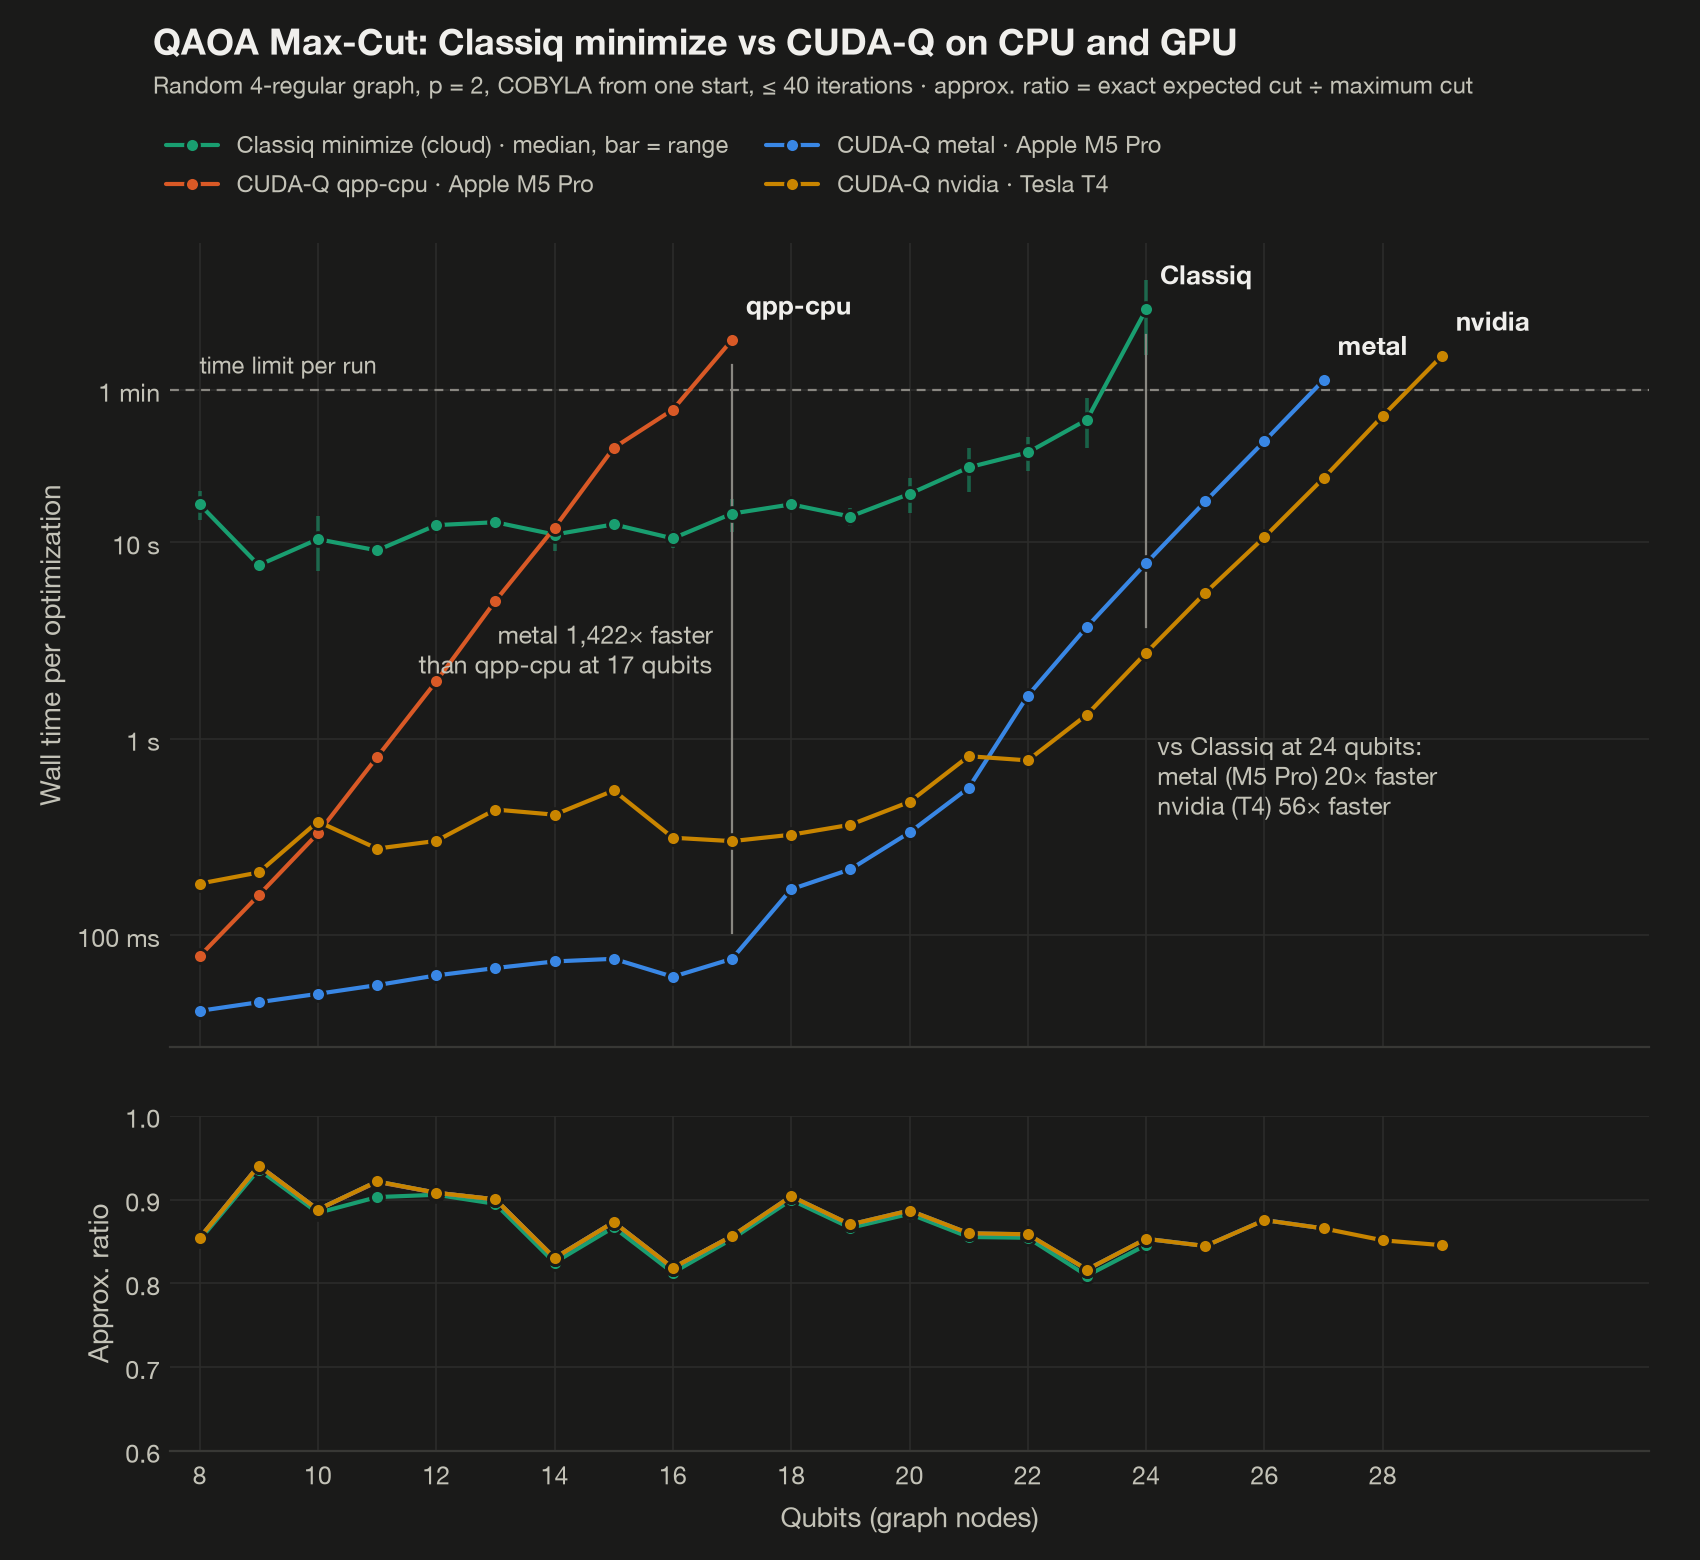 QAOA Max-Cut: Classiq minimize vs CUDA-Q on CPU and GPU
Random 4-regular graph, p = 2, COBYLA from one start, ≤ 40 iterations · approx. ratio = exact expected cut ÷ maximum cut
Classiq minimize (cloud) · median, bar = range
CUDA-Q metal · Apple M5 Pro
CUDA-Q qpp-cpu · Apple M5 Pro
CUDA-Q nvidia · Tesla T4
Classiq
qpp-cpu
nvidia
metal
time limit per run
1 min
10 s
metal 1,422× faster
than qpp-cpu at 17 qubits
1 s
vs Classiq at 24 qubits:
metal (M5 Pro) 20× faster
nvidia (T4) 56× faster
100 ms
Wall time per optimization
1.0
0.9
0.8
0.7
0.6
Approx. ratio
8 10 12 14 16 18 20 22 24 26 28
Qubits (graph nodes)